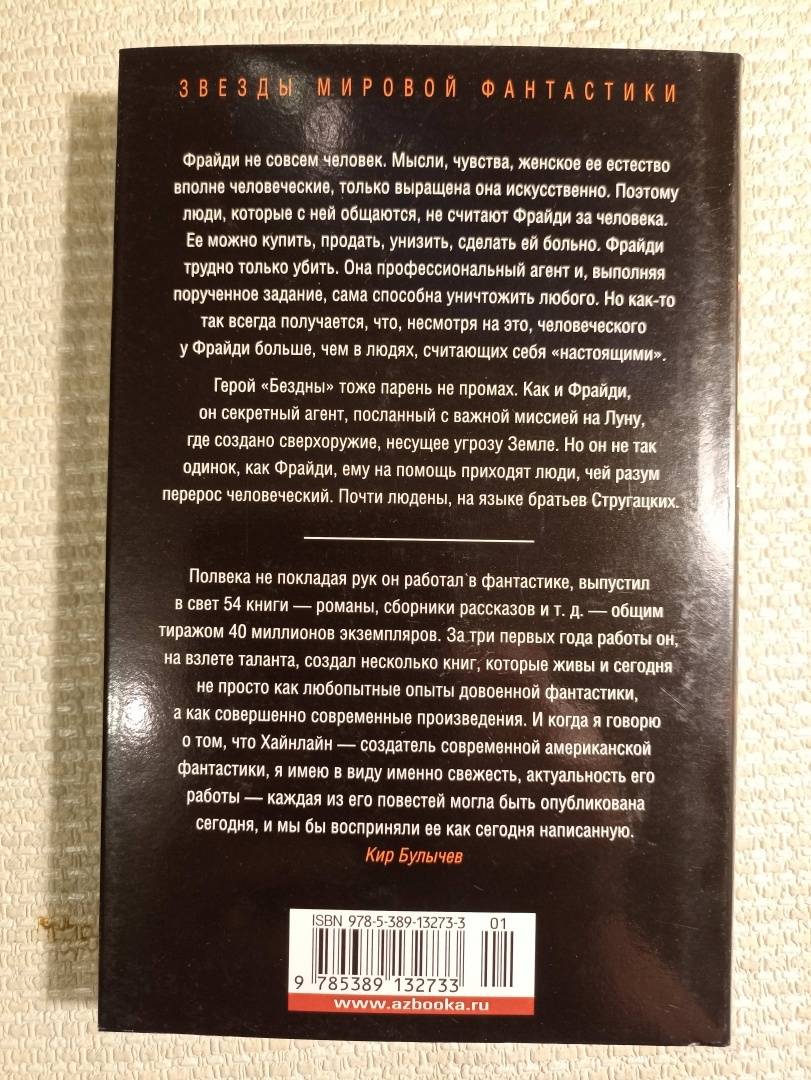 ЗВЕЗДЫ МИРОВОЙ ФАНТАСТИКИ
Фрайди не совсем человек. Мысли, чувства, женское ее естество
вполне человеческие, только выращена она искусственно. Поэтому
люди, которые с ней общаются, не считают Фрайди за человека.
Ее можно купить, продать, унизить, сделать ей больно. Фрайди
трудно только убить. Она профессиональный агент и, выполняя
порученное задание, сама способна уничтожить любого. Но как-то
так всегда получается, что, несмотря на это, человеческого
у Фрайди больше, чем в людях, считающих себя «настоящими».
Герой «Бездны» тоже парень не промах. Как и Фрайди,
он секретный агент, посланный с важной миссией на Луну,
где создано сверхоружие, несущее угрозу Земле. Но он не так
одинок, как Фрайди, ему на помощь приходят люди, чей разум
перерос человеческий. Почти людены, на языке братьев Стругацких.
Полвека не покладая рук он работал в фантастике, выпустил
в свет 54 книги — романы, сборники рассказов и т. д. — общим
тиражом 40 миллионов экземпляров. За три первых года работы он,
на взлете таланта, создал несколько книг, которые живы и сегодня
не просто как любопытные опыты довоенной фантастики,
а как совершенно современные произведения. И когда я говорю
о том, что Хайнлайн — создатель современной американской
фантастики, я имею в виду именно свежесть, актуальность его
работы — каждая из его повестей могла быть опубликована
сегодня, и мы бы восприняли ее как сегодня написанную.
Кир Булычев
ISBN 978-5-389-13273-3 01
9 785389 132733
www.azbooka.ru